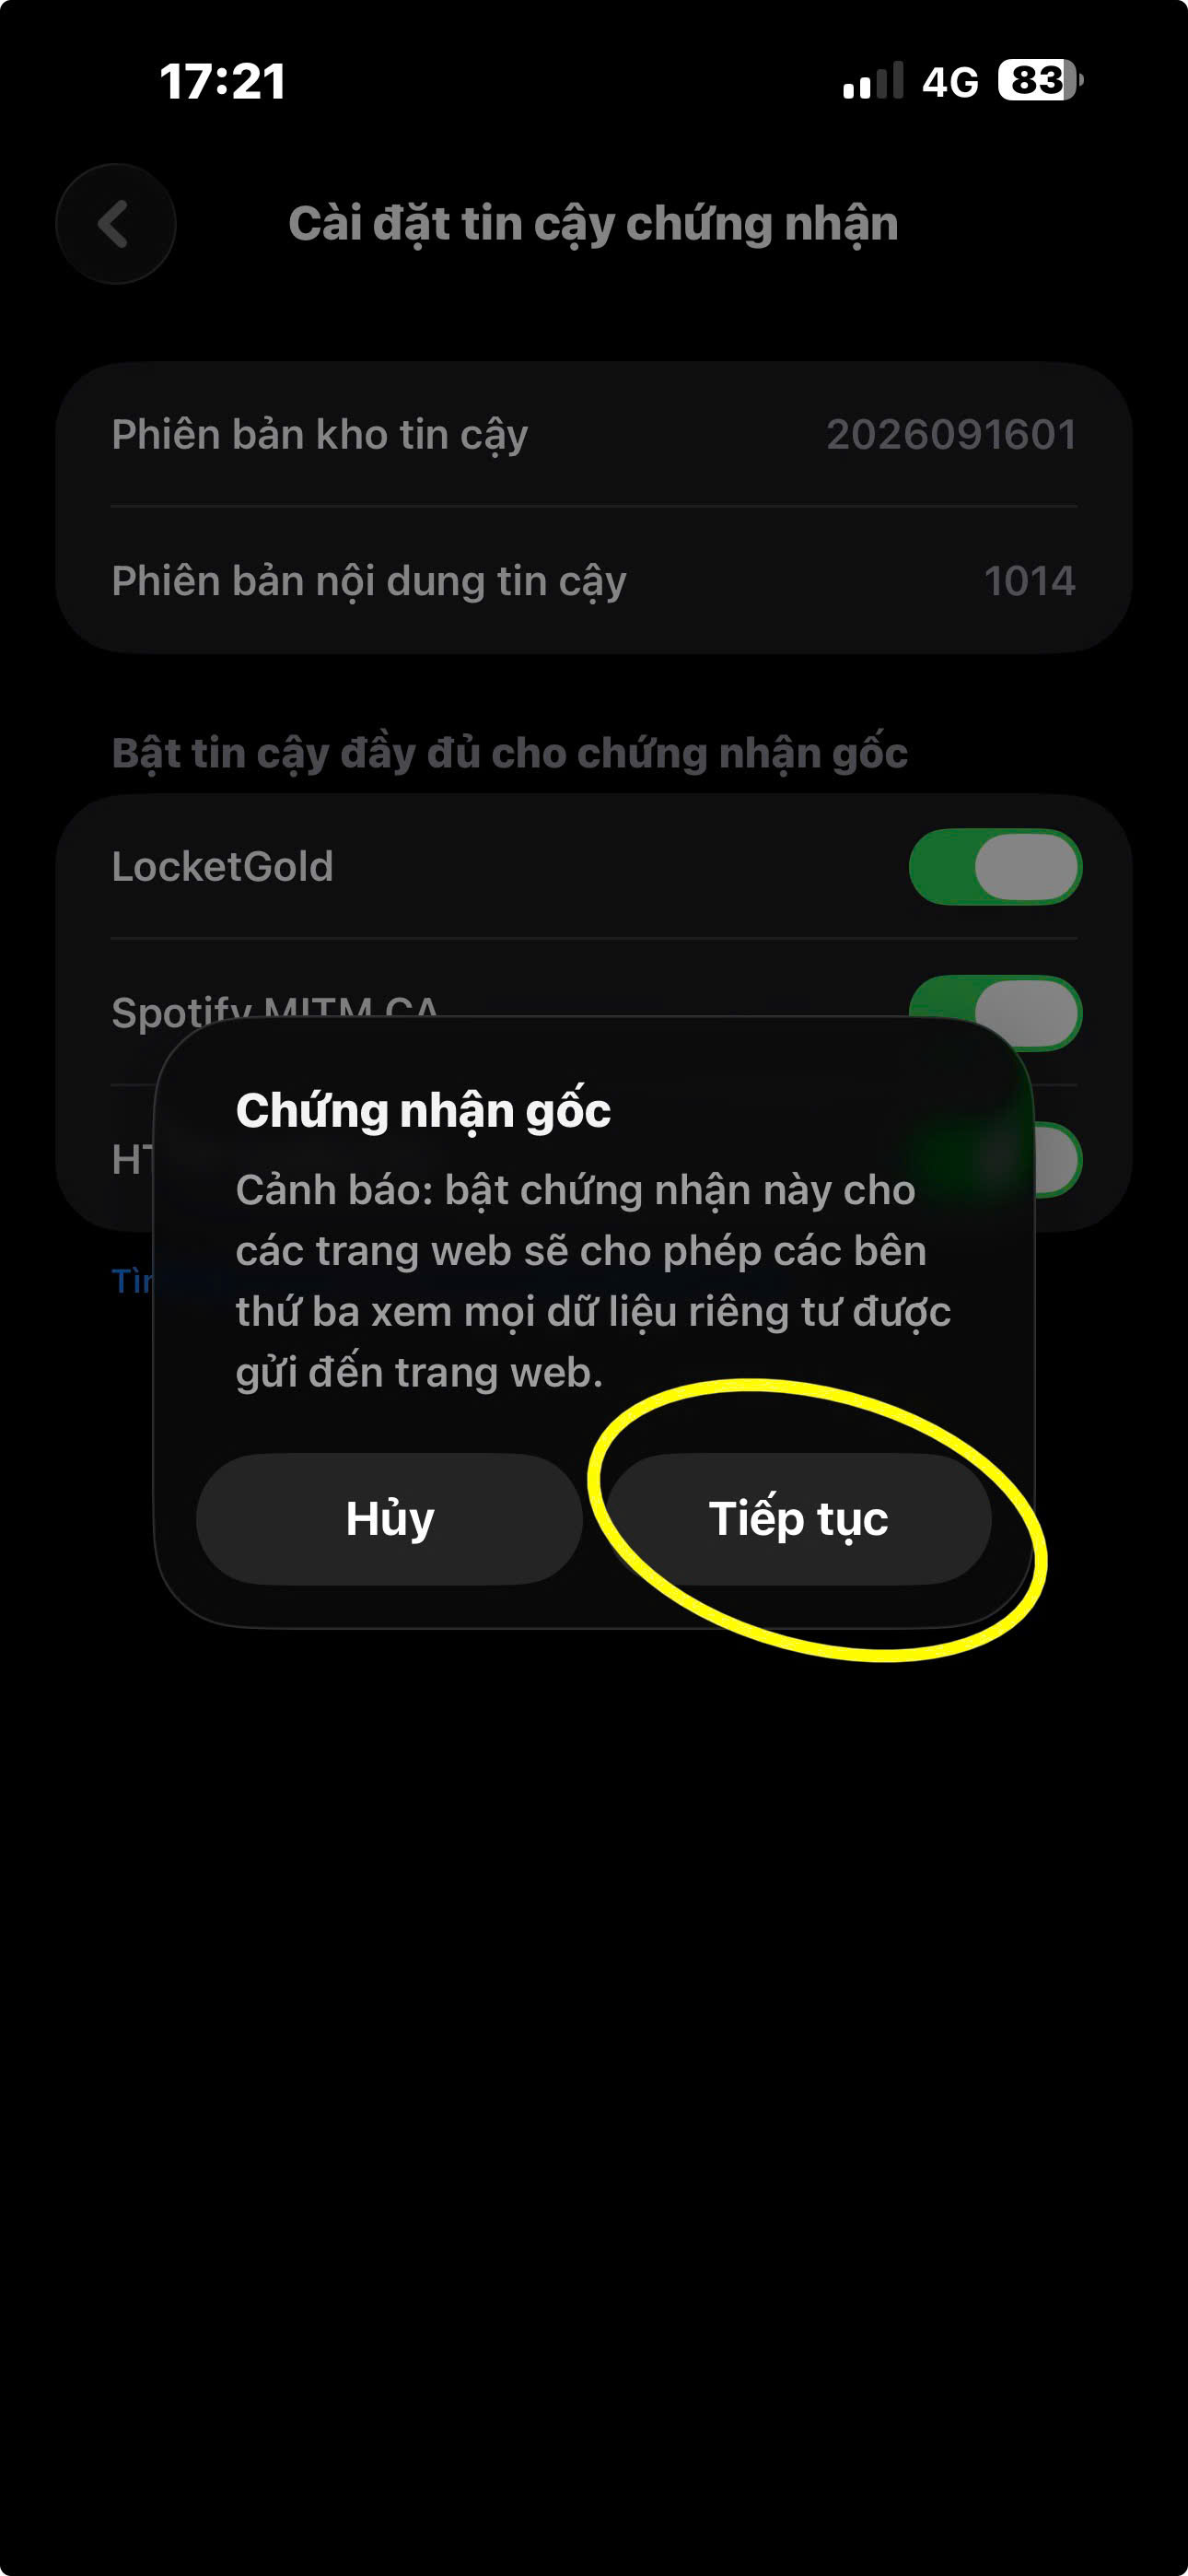 17:21
4G
83
Cài đặt tin cậy chứng nhận
Phiên bản kho tin cậy 2026091601
Phiên bản nội dung tin cậy 1014
Bật tin cậy đầy đủ cho chứng nhận gốc
LocketGold
Spotify MITM CA
Chứng nhận gốc
Cảnh báo: bật chứng nhận này cho
các trang web sẽ cho phép các bên
thứ ba xem mọi dữ liệu riêng tư được
gửi đến trang web.
Hủy
Tiếp tục